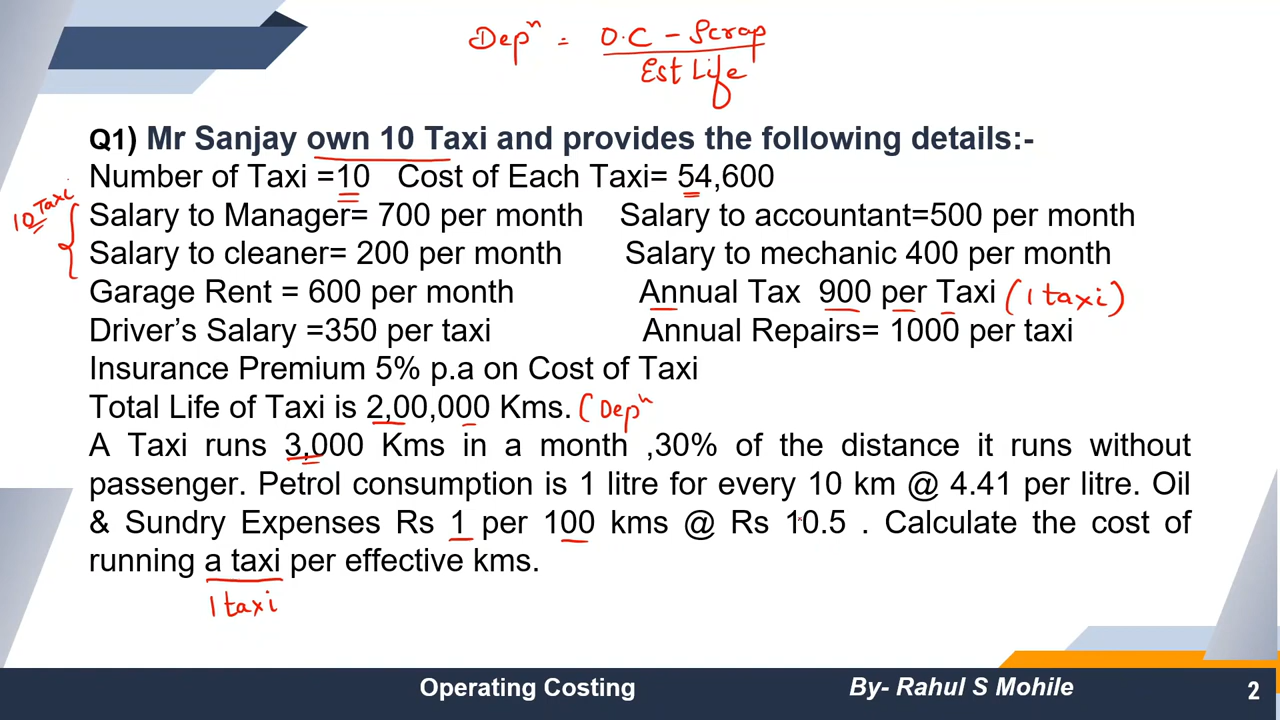 Depⁿ = O.C - Scrap
Est Life
Q1) Mr Sanjay own 10 Taxi and provides the following details:-
Number of Taxi =10 Cost of Each Taxi= 54,600
10 Taxi
Salary to Manager= 700 per month Salary to accountant=500 per month
Salary to cleaner= 200 per month Salary to mechanic 400 per month
Garage Rent = 600 per month Annual Tax 900 per Taxi (1 taxi)
Driver's Salary =350 per taxi Annual Repairs= 1000 per taxi
Insurance Premium 5% p.a on Cost of Taxi
Total Life of Taxi is 2,00,000 Kms. (Depⁿ
A Taxi runs 3,000 Kms in a month ,30% of the distance it runs without
passenger. Petrol consumption is 1 litre for every 10 km @ 4.41 per litre. Oil
& Sundry Expenses Rs 1 per 100 kms @ Rs 10.5 . Calculate the cost of
running a taxi per effective kms.
1 taxi
Operating Costing By- Rahul S Mohile 2